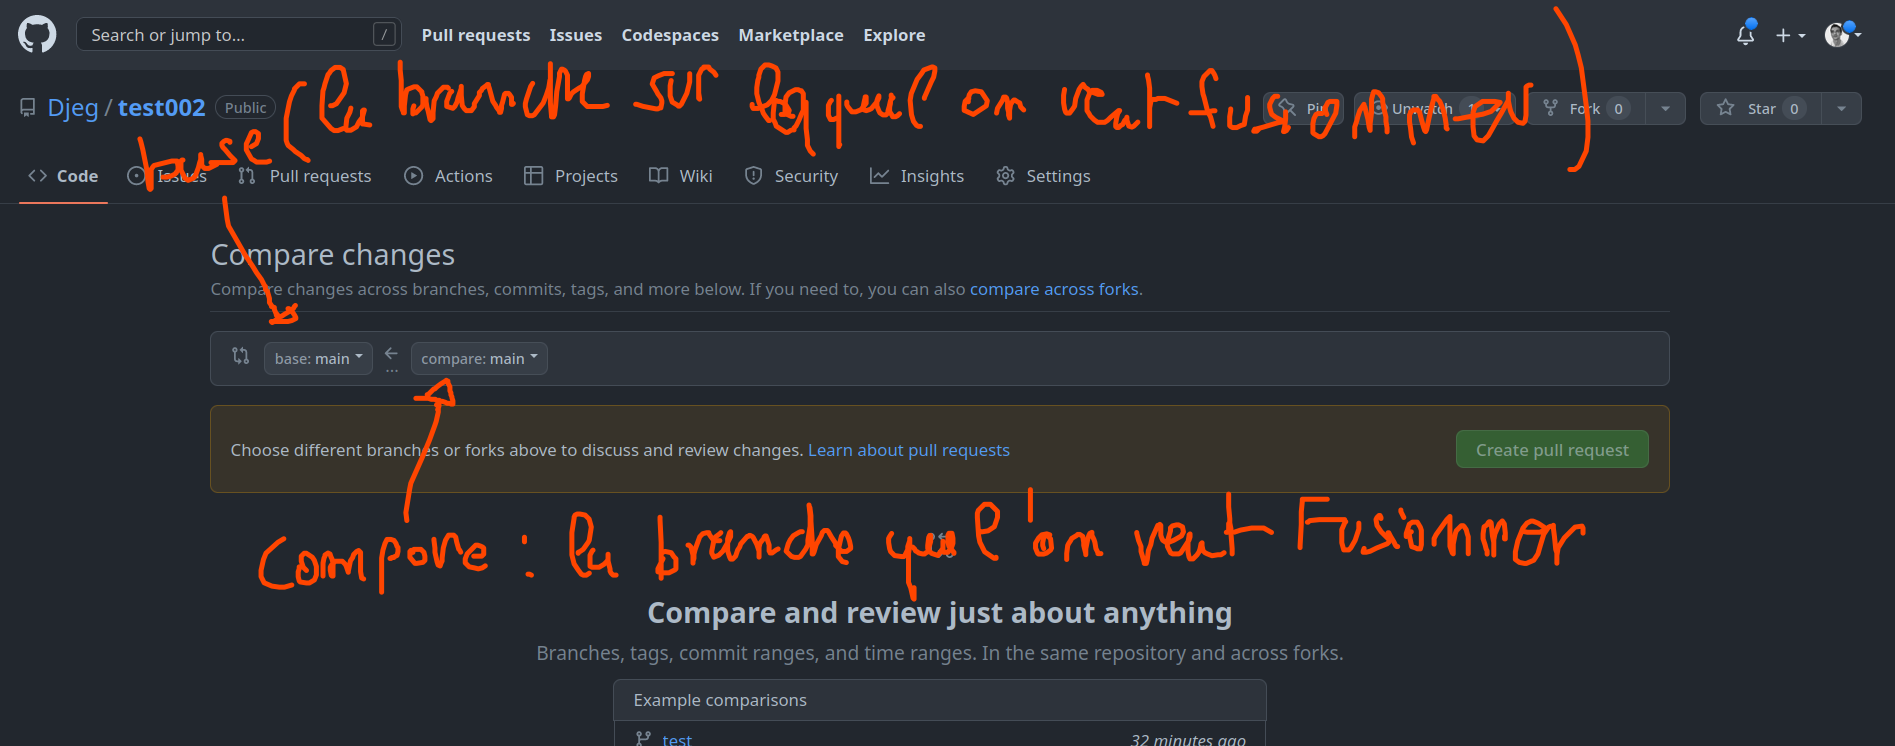 Search or jump to... / Pull requests Issues Codespaces Marketplace Explore
Djeg / test002 Public
base (la branche sur lequel on veut fusionner)
Pin Unwatch 1 Fork 0 Star 0
Code Issues Pull requests Actions Projects Wiki Security Insights Settings
Compare changes
Compare changes across branches, commits, tags, and more below. If you need to, you can also compare across forks.
base: main ← compare: main
...
Choose different branches or forks above to discuss and review changes. Learn about pull requests Create pull request
Compare : la branche que l'on veut Fusionner
Compare and review just about anything
Branches, tags, commit ranges, and time ranges. In the same repository and across forks.
Example comparisons
test 32 minutes ago